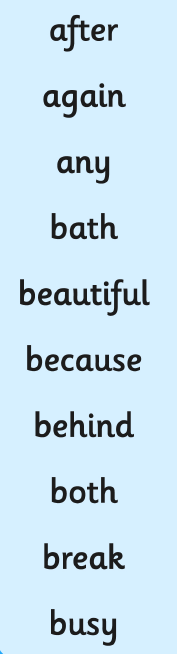 after
again
any
bath
beautiful
because
behind
both
break
busy